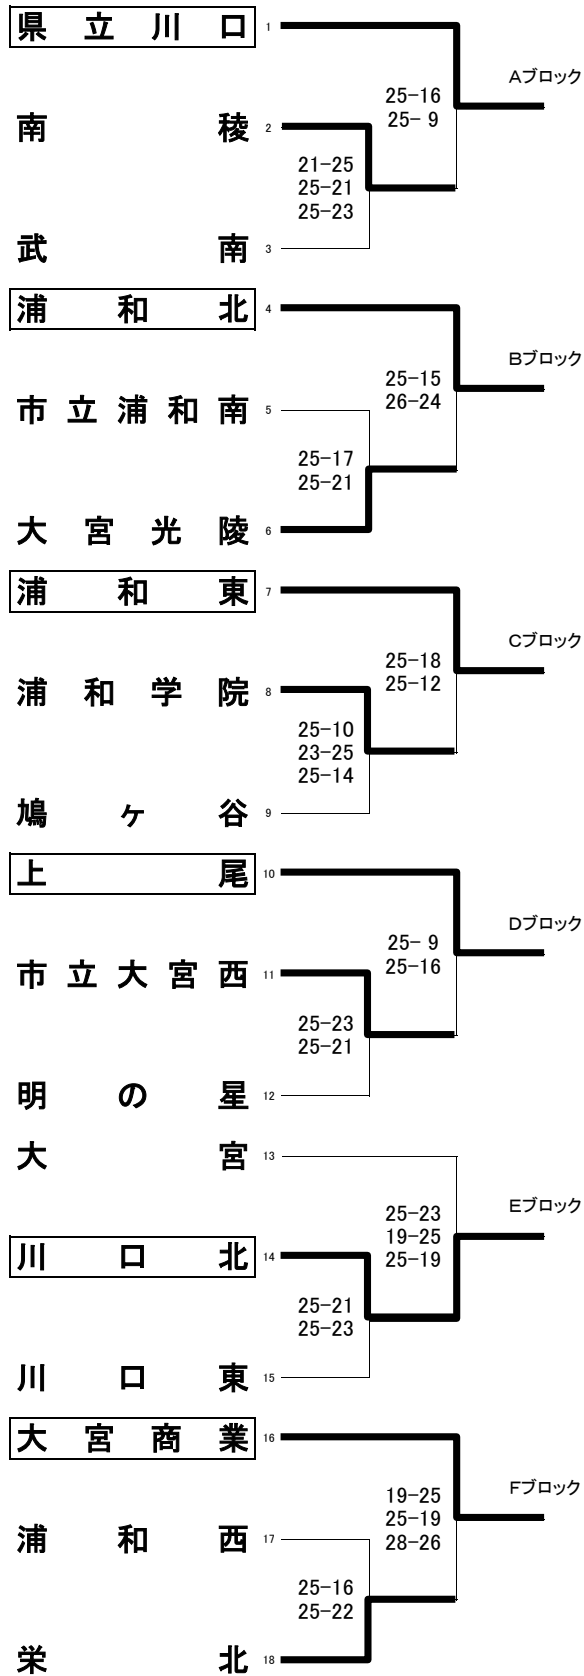 県立川口 1
Aブロック
25-16
25- 9
南稜 2
21-25
25-21
25-23
武南 3
浦和北 4
Bブロック
25-15
26-24
市立浦和南 5
25-17
25-21
大宮光陵 6
浦和東 7
Cブロック
25-18
25-12
浦和学院 8
25-10
23-25
25-14
鳩ヶ谷 9
上尾 10
Dブロック
25- 9
25-16
市立大宮西 11
25-23
25-21
明の星 12
大宮 13
Eブロック
25-23
19-25
25-19
川口北 14
25-21
25-23
川口東 15
大宮商業 16
Fブロック
19-25
25-19
28-26
浦和西 17
25-16
25-22
栄北 18